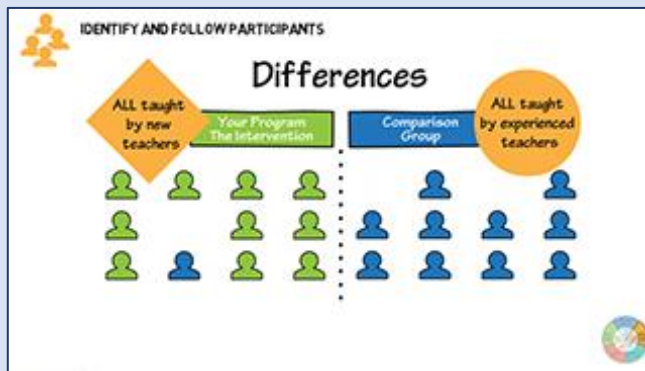 IDENTIFY AND FOLLOW PARTICIPANTS
Differences
ALL taught
by new
teachers
Your Program
The Intervention
Comparison
Group
ALL taught
by experienced
teachers